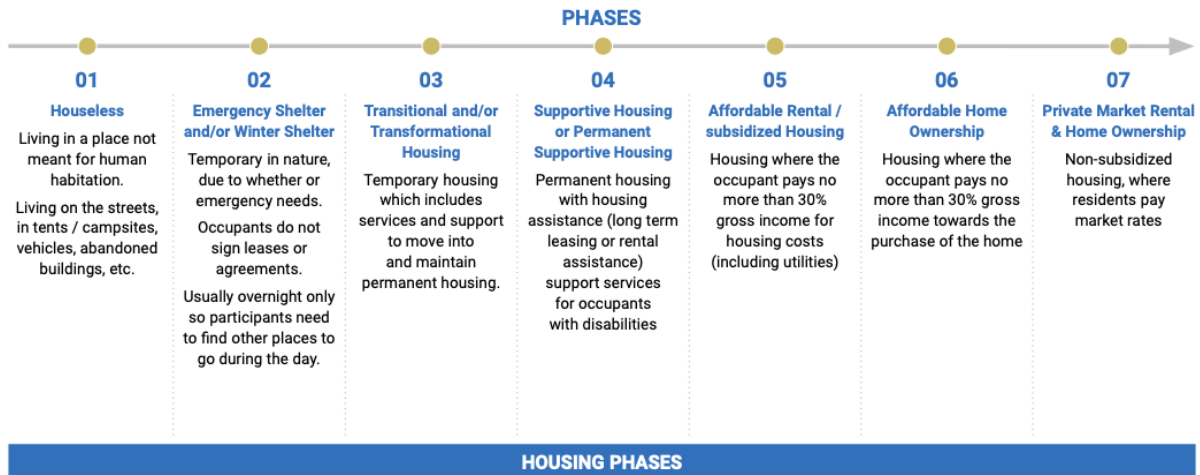 PHASES
01
Houseless
Living in a place not
meant for human
habitation.
Living on the streets,
in tents / campsites,
vehicles, abandoned
buildings, etc.
02
Emergency Shelter
and/or Winter Shelter
Temporary in nature,
due to whether or
emergency needs.
Occupants do not
sign leases or
agreements.
Usually overnight only
so participants need
to find other places to
go during the day.
03
Transitional and/or
Transformational
Housing
Temporary housing
which includes
services and support
to move into
and maintain
permanent housing.
04
Supportive Housing
or Permanent
Supportive Housing
Permanent housing
with housing
assistance (long term
leasing or rental
assistance)
support services
for occupants
with disabilities
05
Affordable Rental /
subsidized Housing
Housing where the
occupant pays no
more than 30%
gross income for
housing costs
(including utilities)
06
Affordable Home
Ownership
Housing where the
occupant pays no
more than 30% gross
income towards the
purchase of the home
07
Private Market Rental
& Home Ownership
Non-subsidized
housing, where
residents pay
market rates
HOUSING PHASES